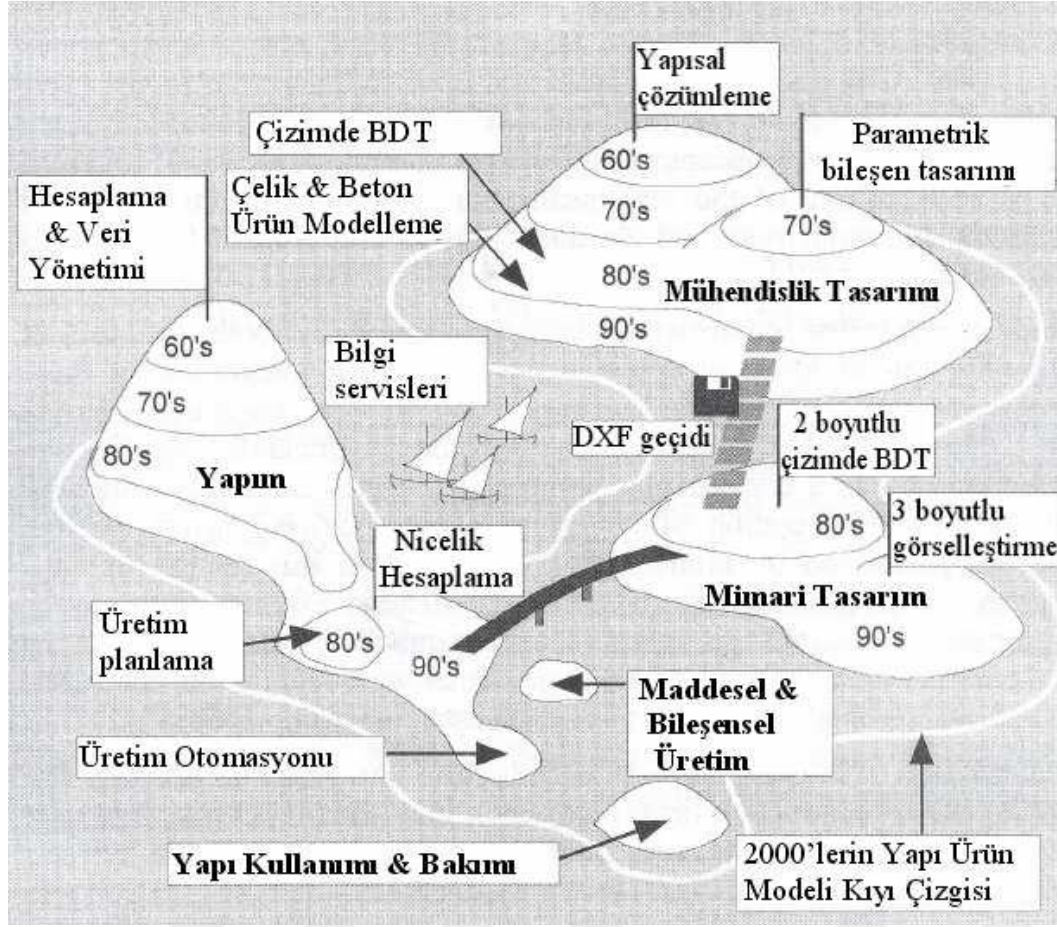 Yapısal
çözümleme
Çizimde BDT
Parametrik
bileşen tasarımı
Çelik & Beton
Ürün Modelleme
Hesaplama
& Veri
Yönetimi
60's
70's
70's
80's
Mühendislik Tasarımı
90's
60's
70's
80's
Yapım
Bilgi
servisleri
DXF geçidi
2 boyutlu
çizimde BDT
80's
3 boyutlu
görselleştirme
Mimari Tasarım
90's
Nicelik
Hesaplama
Üretim
planlama
80's
90's
Maddesel &
Bileşensel
Üretim
Üretim Otomasyonu
Yapı Kullanımı & Bakımı
2000'lerin Yapı Ürün
Modeli Kıyı Çizgisi